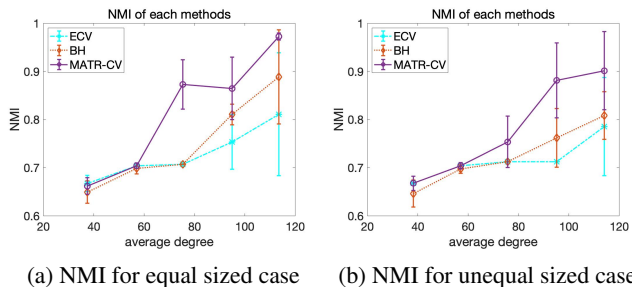 NMI of each methods
ECV
BH
MATR-CV
NMI
1
0.9
0.8
0.7
0.6
20 40 60 80 100 120
average degree
(a) NMI for equal sized case
NMI of each methods
ECV
BH
MATR-CV
NMI
1
0.9
0.8
0.7
0.6
20 40 60 80 100 120
average degree
(b) NMI for unequal sized case